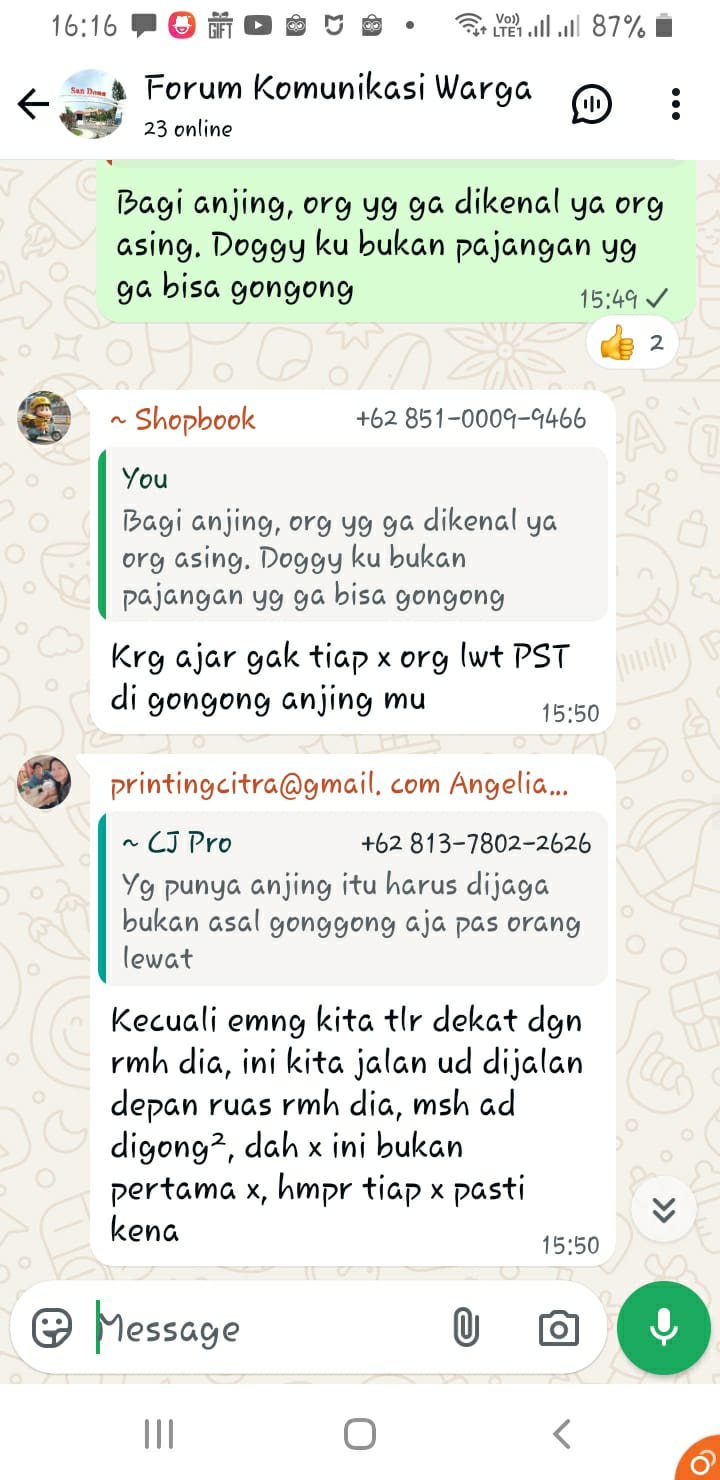 16:16
GIFT
Vo))
LTE1
87%
San Dona
Forum Komunikasi Warga
23 online
Bagi anjing, org yg ga dikenal ya org
asing. Doggy ku bukan pajangan yg
ga bisa gongong
15:49
👍 2
~ Shopbook +62 851-0009-9466
You
Bagi anjing, org yg ga dikenal ya
org asing. Doggy ku bukan
pajangan yg ga bisa gongong
Krg ajar gak tiap x org lwt PST
di gongong anjing mu
15:50
printingcitra@gmail. com Angelia...
~ CJ Pro +62 813-7802-2626
Yg punya anjing itu harus dijaga
bukan asal gonggong aja pas orang
lewat
Kecuali emng kita tlr dekat dgn
rmh dia, ini kita jalan ud dijalan
depan ruas rmh dia, msh ad
digong², dah x ini bukan
pertama x, hmpr tiap x pasti
kena
15:50
Message